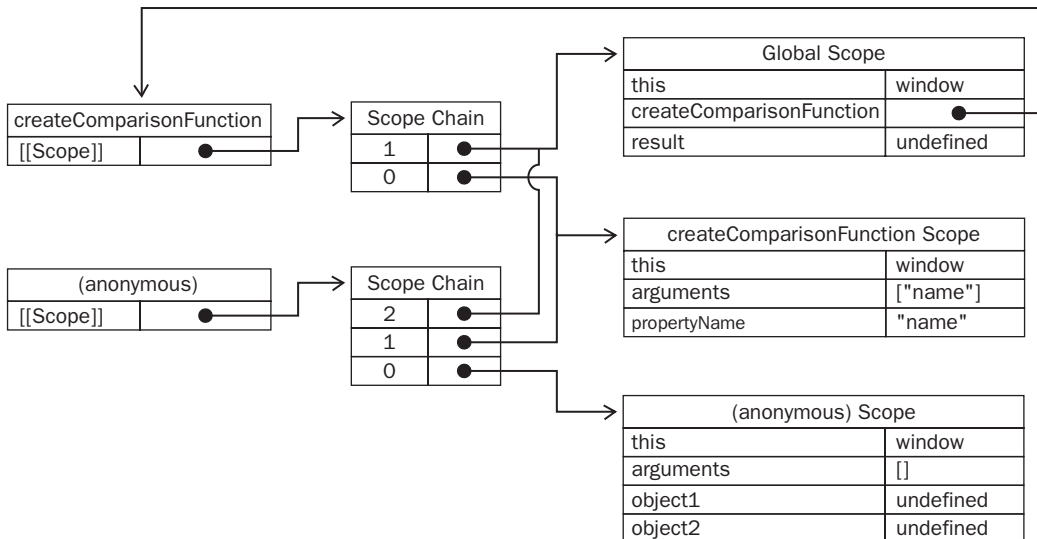 Global Scope
this window
createComparisonFunction
result undefined
createComparisonFunction
[[Scope]]
Scope Chain
1
0
createComparisonFunction Scope
this window
arguments ["name"]
propertyName "name"
(anonymous)
[[Scope]]
Scope Chain
2
1
0
(anonymous) Scope
this window
arguments []
object1 undefined
object2 undefined